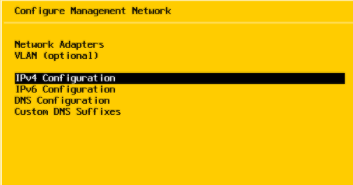 Configure Management Network
Network Adapters
VLAN (optional)
IPv4 Configuration
IPv6 Configuration
DNS Configuration
Custom DNS Suffixes